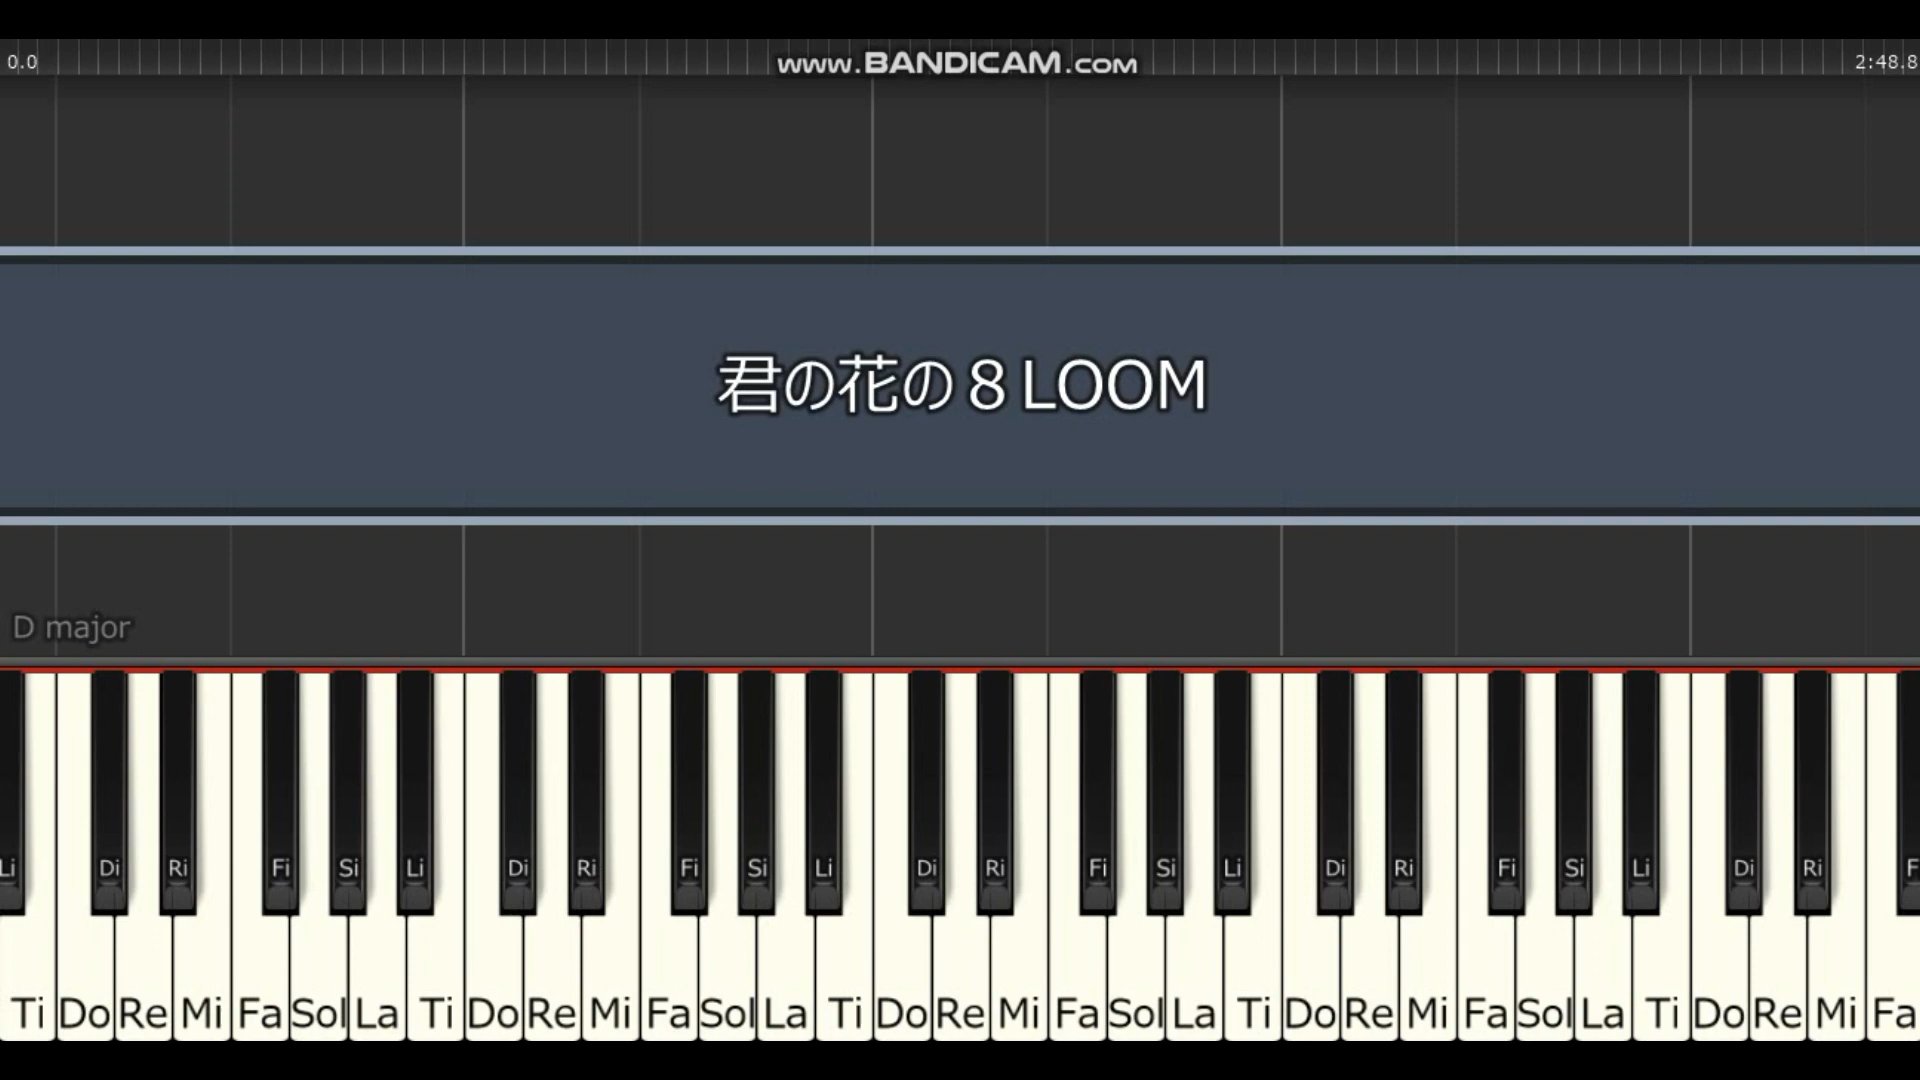 0.0 www.BANDICAM.com 2:48.8
君の花の８LOOM
D major
Li Di Ri Fi Si Li Di Ri Fi Si Li Di Ri Fi Si Li Di Ri Fi Si Li Di Ri F
Ti Do Re Mi Fa Sol La Ti Do Re Mi Fa Sol La Ti Do Re Mi Fa Sol La Ti Do Re Mi Fa Sol La Ti Do Re Mi Fa